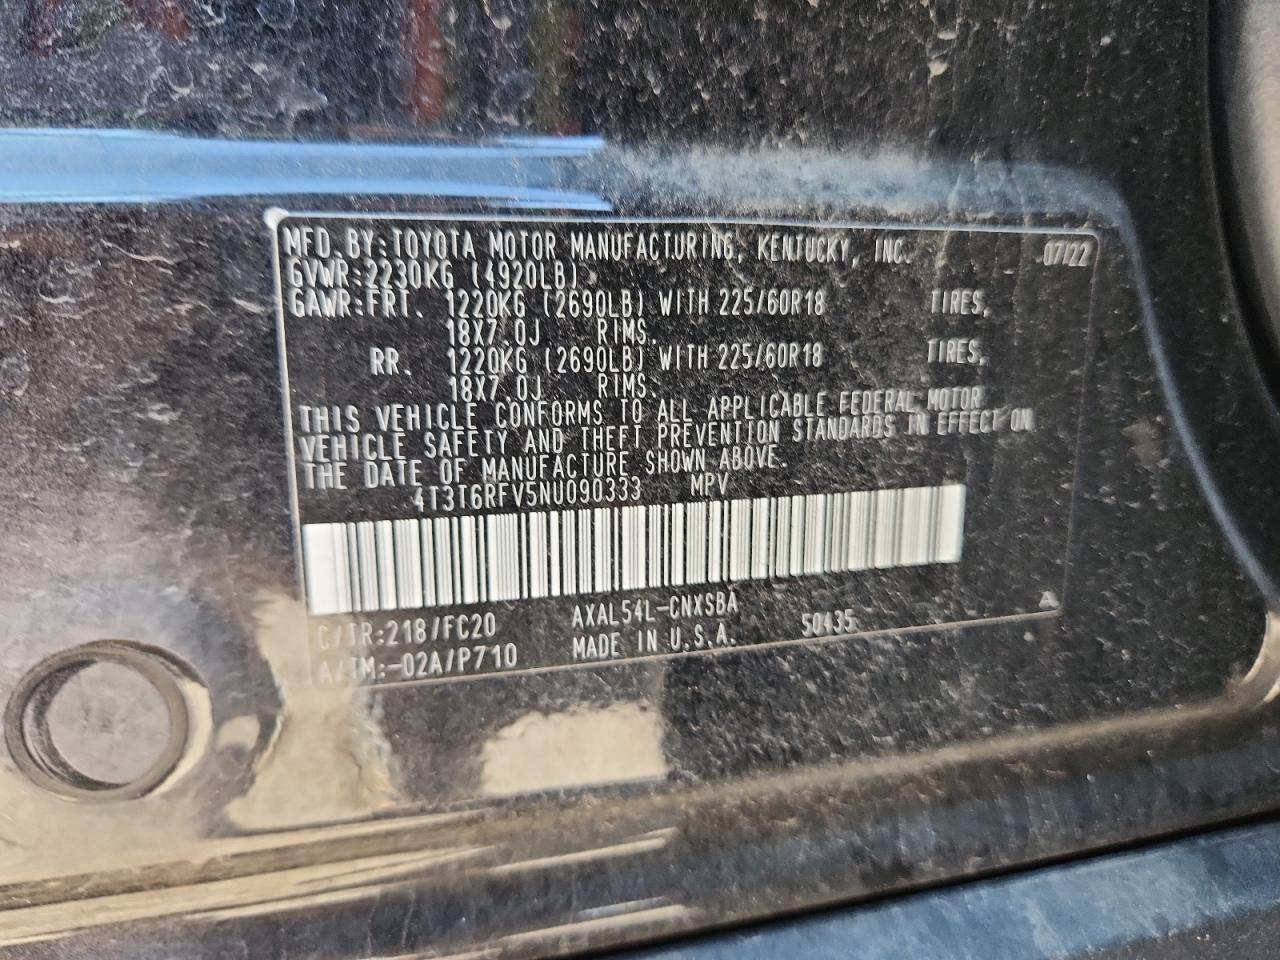 MFD. BY:TOYOTA MOTOR MANUFACTURING, KENTUCKY, INC. 07/22
GVWR:2230KG (4920LB)
GAWR:FRT. 1220KG (2690LB) WITH 225/60R18 TIRES,
18X7.0J RIMS.
RR. 1220KG (2690LB) WITH 225/60R18 TIRES,
18X7.0J RIMS.
THIS VEHICLE CONFORMS TO ALL APPLICABLE FEDERAL MOTOR
VEHICLE SAFETY AND THEFT PREVENTION STANDARDS IN EFFECT ON
THE DATE OF MANUFACTURE SHOWN ABOVE.
4T3T6RFV5NU090333 MPV
C/TR:218/FC20 AXAL54L-CNXSBA 50435 A
A/TM:-02A/P710 MADE IN U.S.A.